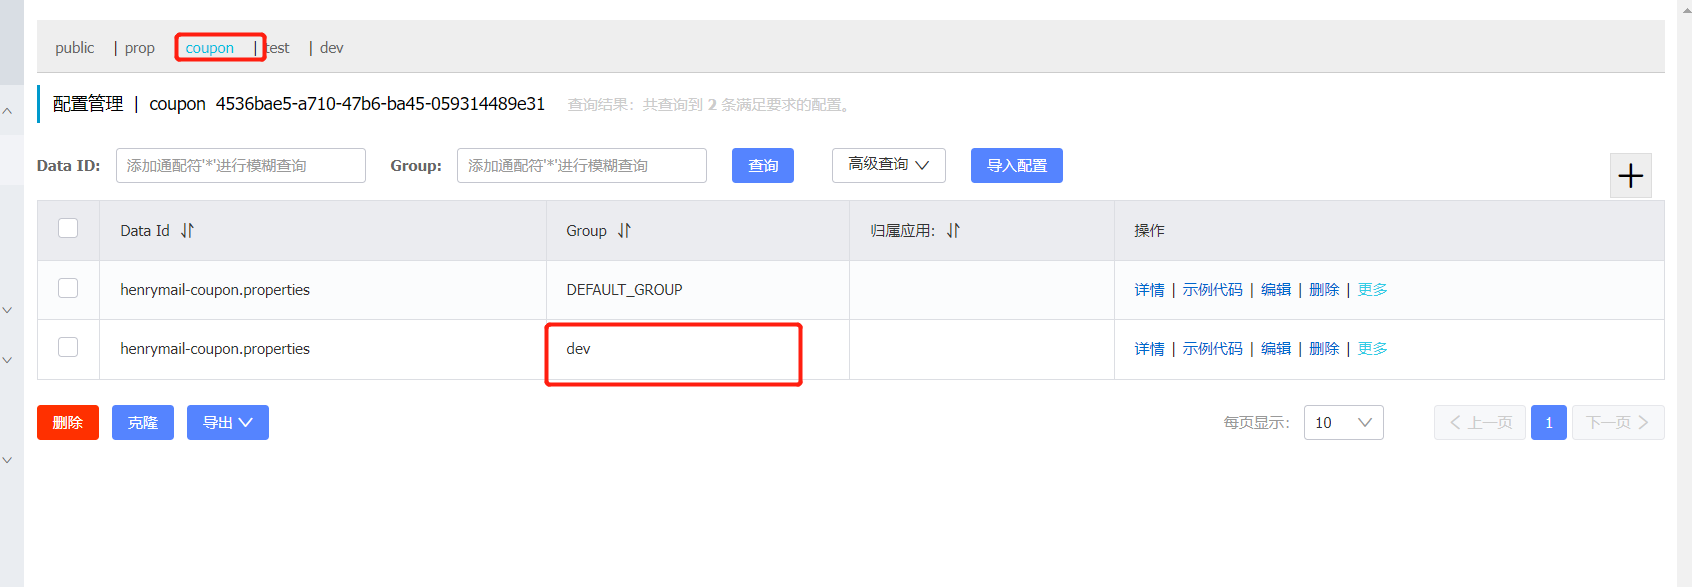 public | prop coupon | test | dev
配置管理 | coupon 4536bae5-a710-47b6-ba45-059314489e31 查询结果：共查询到 2 条满足要求的配置。
Data ID: 添加通配符'*'进行模糊查询 Group: 添加通配符'*'进行模糊查询 查询 高级查询 导入配置
Data Id Group 归属应用: 操作
henrymail-coupon.properties DEFAULT_GROUP 详情 | 示例代码 | 编辑 | 删除 | 更多
henrymail-coupon.properties dev 详情 | 示例代码 | 编辑 | 删除 | 更多
删除 克隆 导出 每页显示: 10 上一页 1 下一页